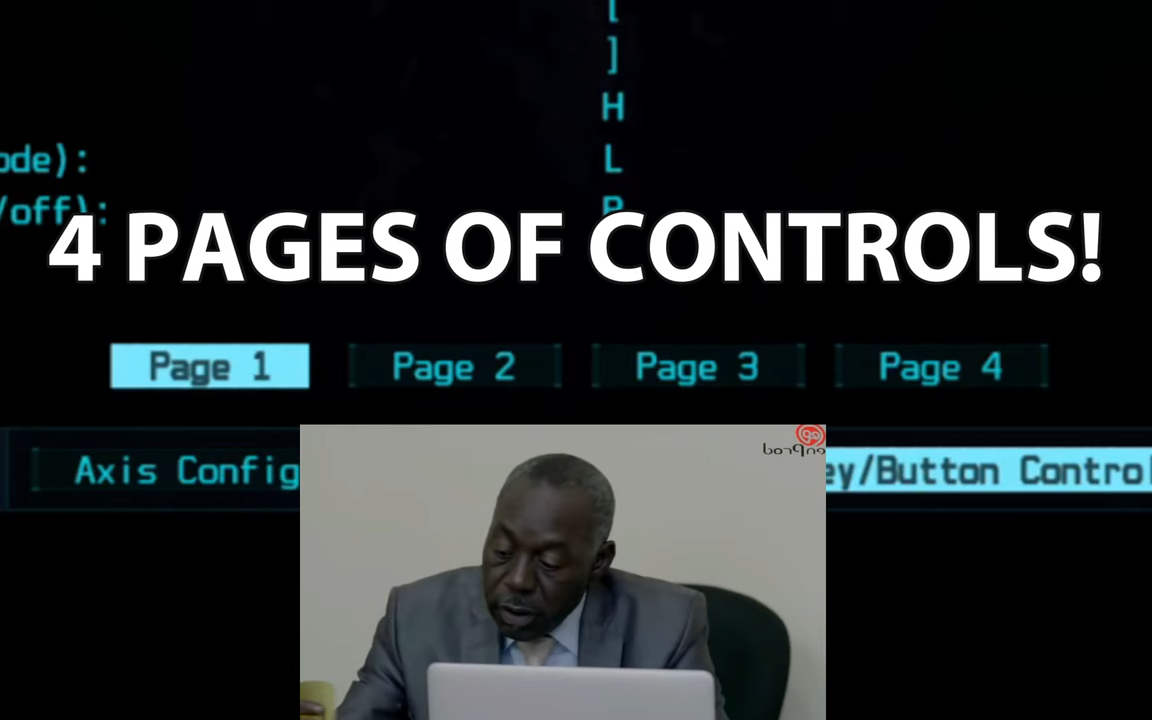 [
]
H
ode): L
/off): P
4 PAGES OF CONTROLS!
Page 1 Page 2 Page 3 Page 4
Axis Config ey/Button Control